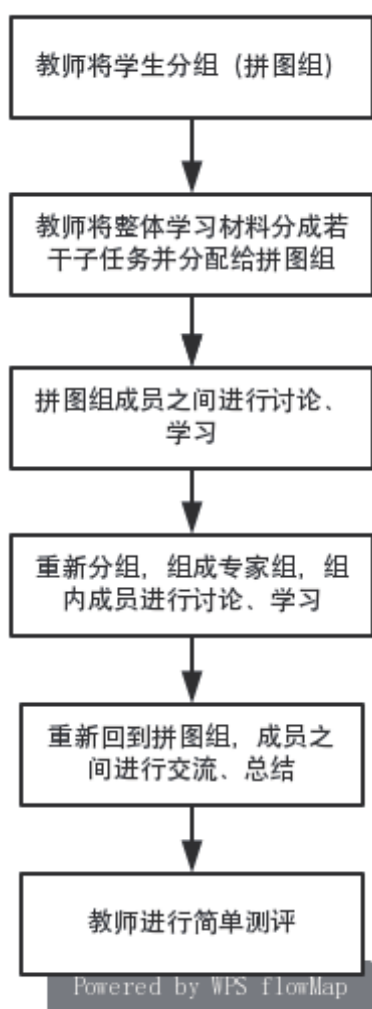 教师将学生分组（拼图组）
教师将整体学习材料分成若
干子任务并分配给拼图组
拼图组成员之间进行讨论、
学习
重新分组，组成专家组，组
内成员进行讨论、学习
重新回到拼图组，成员之
间进行交流、总结
教师进行简单测评
Powered by WPS flowMap